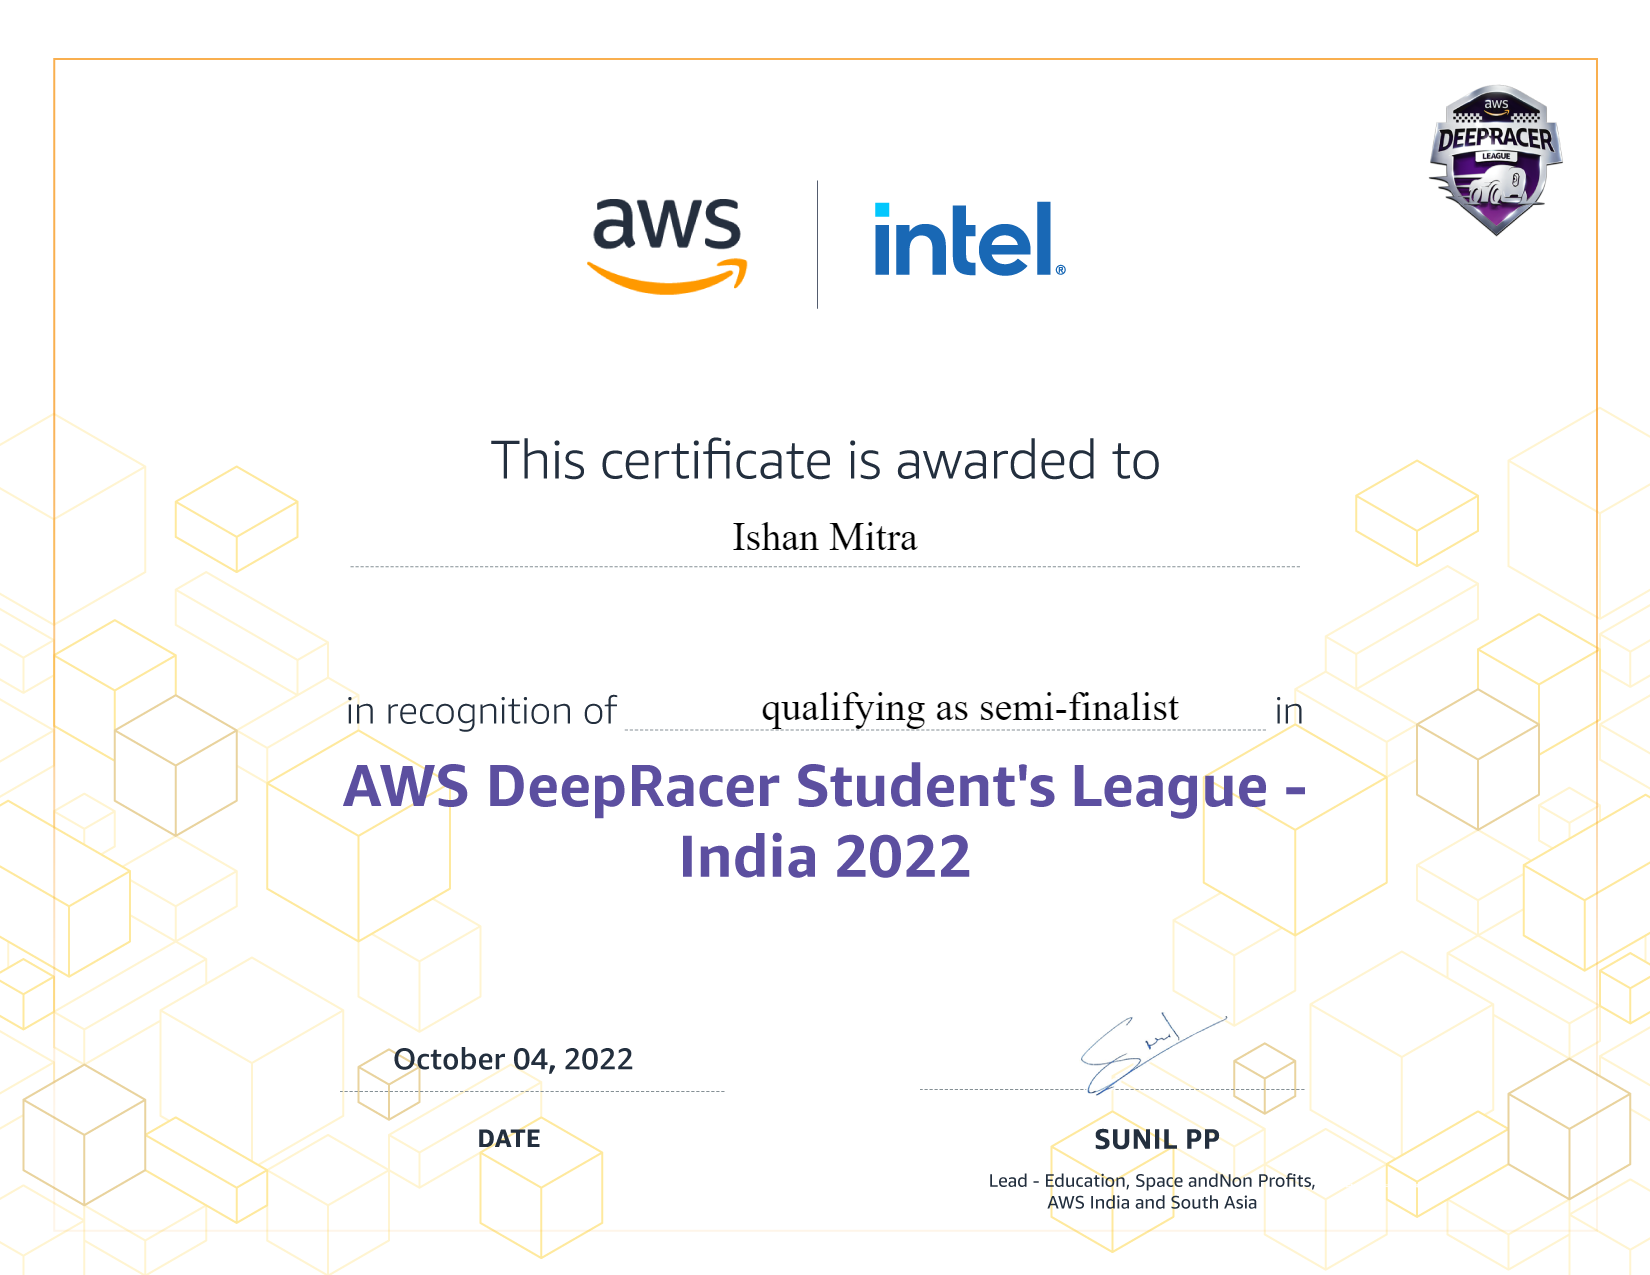 aws
DEEPRACER
LEAGUE
aws
intel®
This certificate is awarded to
Ishan Mitra
in recognition of qualifying as semi-finalist in
AWS DeepRacer Student's League -
India 2022
October 04, 2022
DATE
SUNIL PP
Lead - Education, Space andNon Profits,
AWS India and South Asia